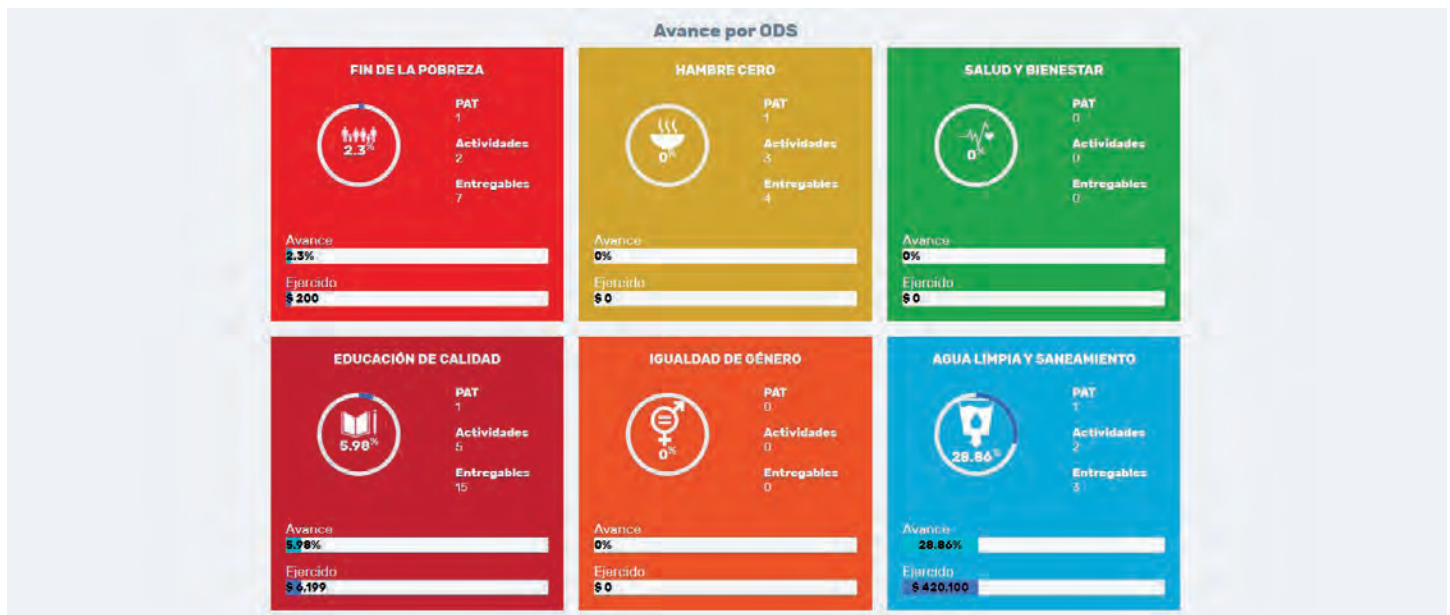 Avance por ODS
FIN DE LA POBREZA
2.3%
PAT
1
Actividades
2
Entregables
7
Avance
2.3%
Ejercido
$ 200
HAMBRE CERO
0%
PAT
1
Actividades
3
Entregables
4
Avance
0%
Ejercido
$ 0
SALUD Y BIENESTAR
0%
PAT
0
Actividades
0
Entregables
0
Avance
0%
Ejercido
$ 0
EDUCACIÓN DE CALIDAD
5.98%
PAT
1
Actividades
5
Entregables
15
Avance
5.98%
Ejercido
$ 6,199
IGUALDAD DE GÉNERO
0%
PAT
0
Actividades
0
Entregables
0
Avance
0%
Ejercido
$ 0
AGUA LIMPIA Y SANEAMIENTO
28.86%
PAT
1
Actividades
2
Entregables
3
Avance
28.86%
Ejercido
$ 420,100